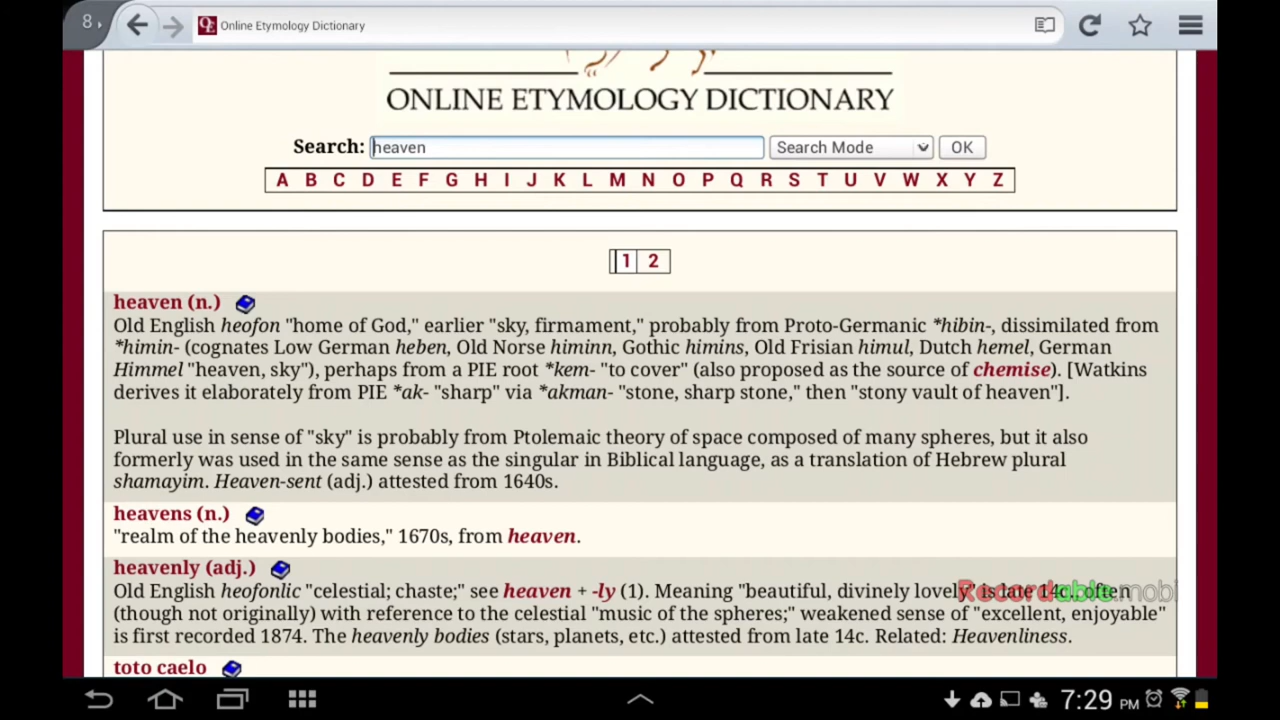 8 Online Etymology Dictionary
ONLINE ETYMOLOGY DICTIONARY
Search: heaven Search Mode OK
A B C D E F G H I J K L M N O P Q R S T U V W X Y Z
1 2
heaven (n.)
Old English heofon "home of God," earlier "sky, firmament," probably from Proto-Germanic *hibin-, dissimilated from
*himin- (cognates Low German heben, Old Norse himinn, Gothic himins, Old Frisian himul, Dutch hemel, German
Himmel "heaven, sky"), perhaps from a PIE root *kem- "to cover" (also proposed as the source of chemise). [Watkins
derives it elaborately from PIE *ak- "sharp" via *akman- "stone, sharp stone," then "stony vault of heaven"].
Plural use in sense of "sky" is probably from Ptolemaic theory of space composed of many spheres, but it also
formerly was used in the same sense as the singular in Biblical language, as a translation of Hebrew plural
shamayim. Heaven-sent (adj.) attested from 1640s.
heavens (n.)
"realm of the heavenly bodies," 1670s, from heaven.
heavenly (adj.)
Old English heofonlic "celestial; chaste;" see heaven + -ly (1). Meaning "beautiful, divinely lovely" is late 14c., often
Recordable.mobi
(though not originally) with reference to the celestial "music of the spheres;" weakened sense of "excellent, enjoyable"
is first recorded 1874. The heavenly bodies (stars, planets, etc.) attested from late 14c. Related: Heavenliness.
toto caelo
7:29 PM